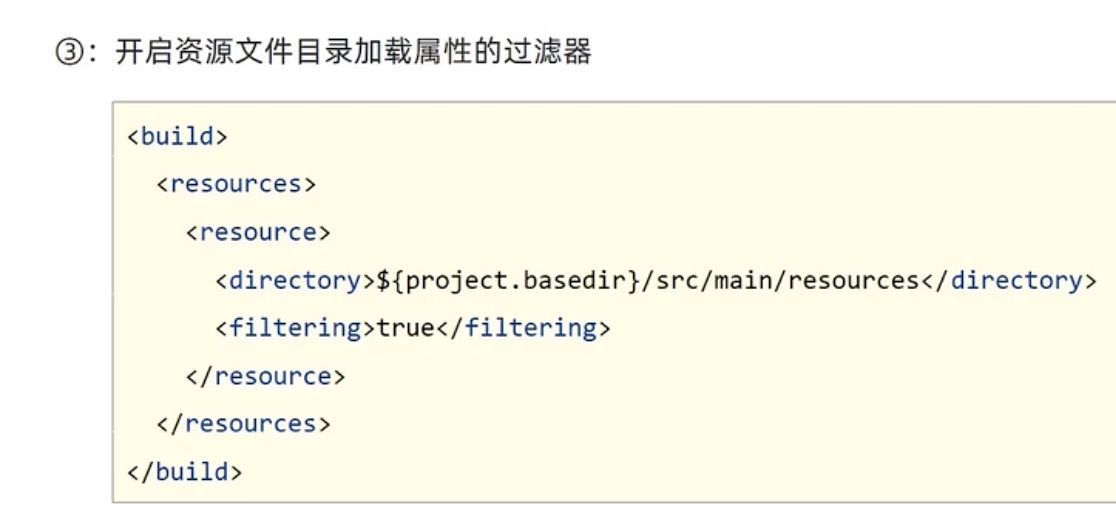 ③：开启资源文件目录加载属性的过滤器
<build>
<resources>
<resource>
<directory>${project.basedir}/src/main/resources</directory>
<filtering>true</filtering>
</resource>
</resources>
</build>